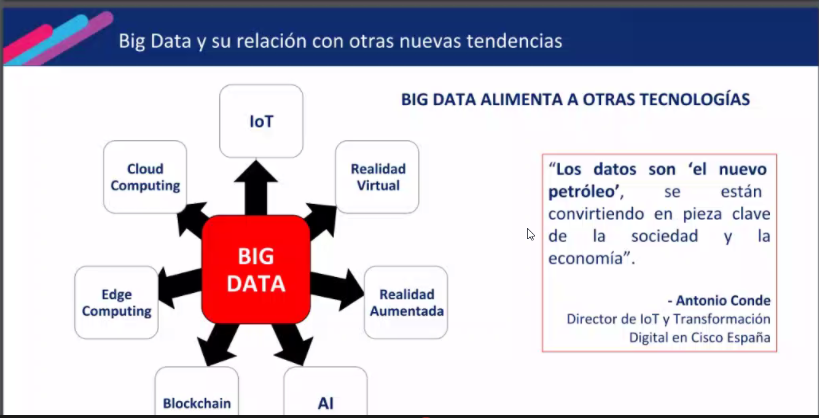 Big Data y su relación con otras nuevas tendencias
BIG DATA ALIMENTA A OTRAS TECNOLOGÍAS
IoT
Cloud
Computing
Realidad
Virtual
BIG
DATA
Edge
Computing
Realidad
Aumentada
Blockchain
AI
“Los datos son ‘el nuevo
petróleo’, se están
convirtiendo en pieza clave
de la sociedad y la
economía”.
- Antonio Conde
Director de IoT y Transformación
Digital en Cisco España